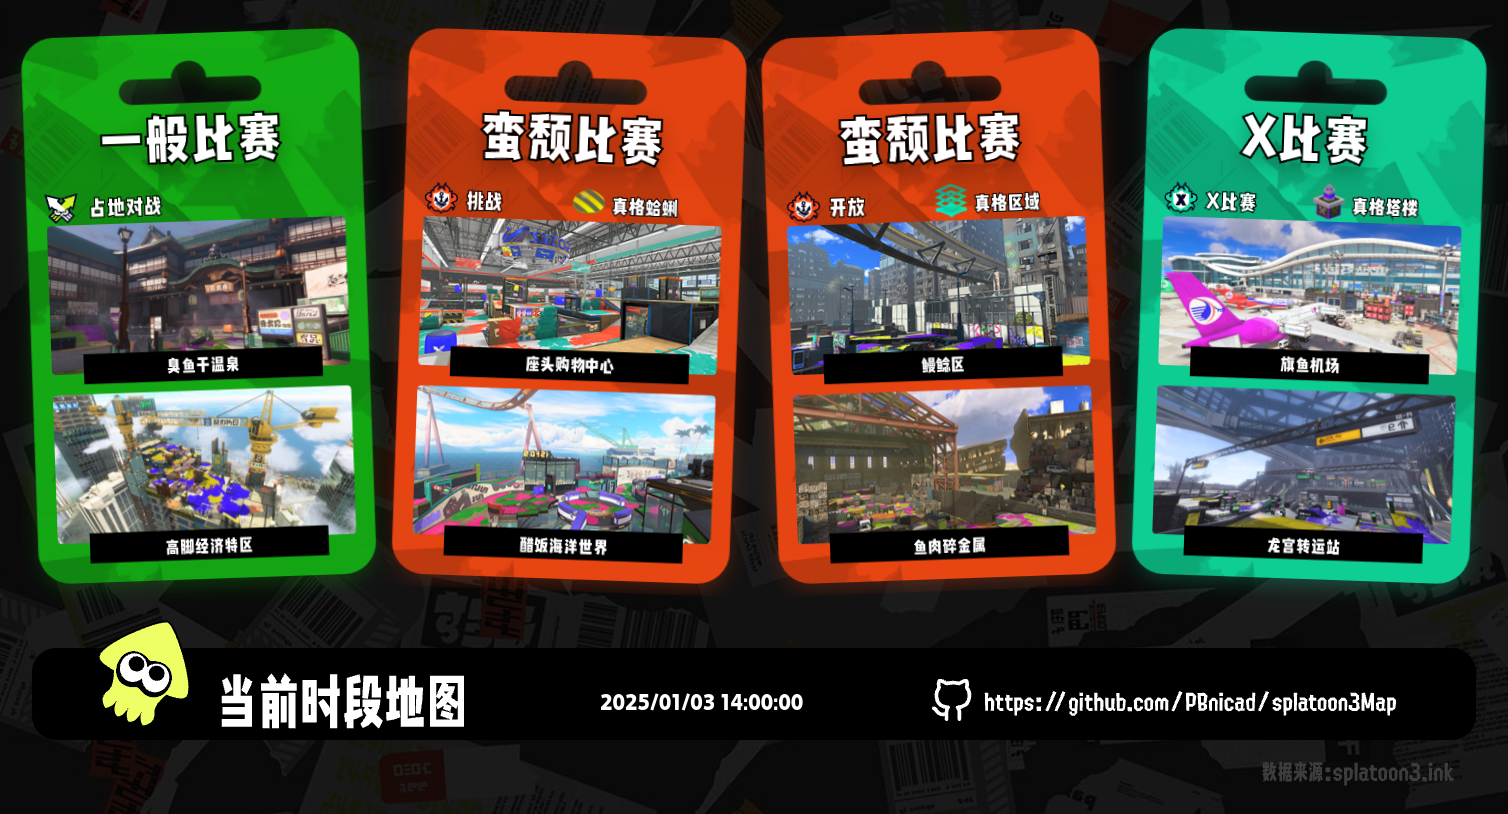 一般比赛
占地对战
臭鱼干温泉
高脚经济特区
蛮颓比赛
挑战
真格蛤蜊
座头购物中心
醋饭海洋世界
蛮颓比赛
开放
真格区域
鳗鲶区
鱼肉碎金属
X比赛
X比赛
真格塔楼
旗鱼机场
龙宫转运站
当前时段地图
2025/01/03 14:00:00
https://github.com/PBnicad/splatoon3Map
数据来源:splatoon3.ink